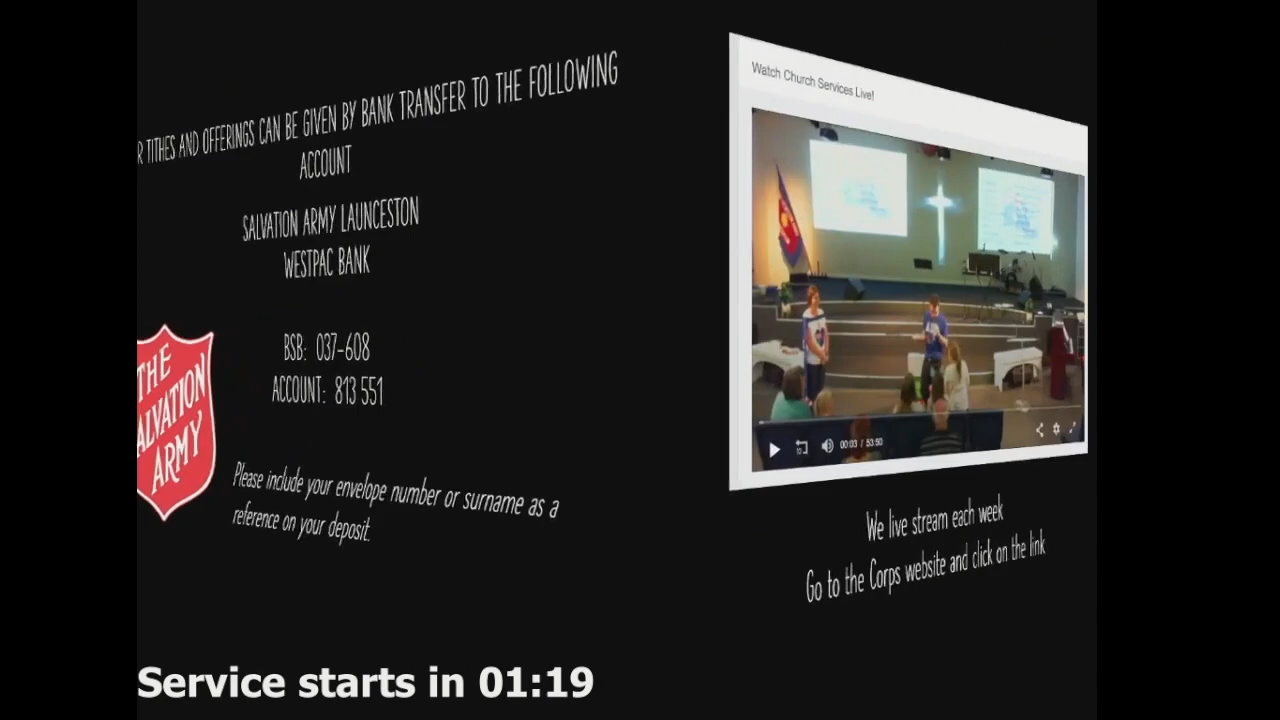 R TITHES AND OFFERINGS CAN BE GIVEN BY BANK TRANSFER TO THE FOLLOWING
ACCOUNT
SALVATION ARMY LAUNCESTON
WESTPAC BANK
BSB: 037-608
ACCOUNT: 813 551
THE
SALVATION
ARMY
Please include your envelope number or surname as a
reference on your deposit.
Watch Church Services Live!
10
00:03 / 53:50
We live stream each week
Go to the Corps website and click on the link
Service starts in 01:19